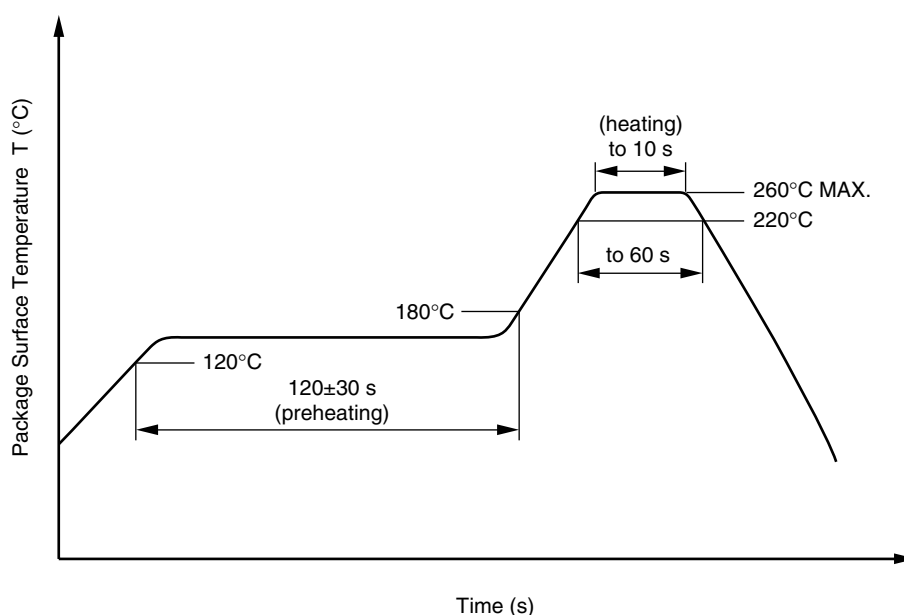 Package Surface Temperature T (°C)
(heating)
to 10 s
260°C MAX.
220°C
to 60 s
180°C
120°C
120±30 s
(preheating)
Time (s)